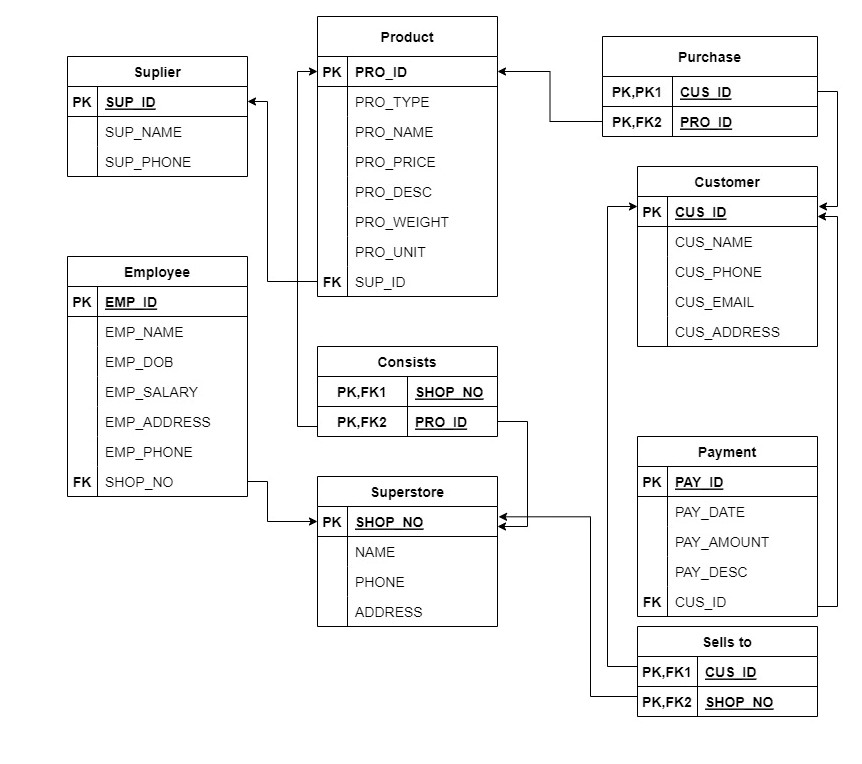 Suplier
PK SUP_ID
SUP_NAME
SUP_PHONE
Product
PK PRO_ID
PRO_TYPE
PRO_NAME
PRO_PRICE
PRO_DESC
PRO_WEIGHT
PRO_UNIT
FK SUP_ID
Purchase
PK,PK1 CUS_ID
PK,FK2 PRO_ID
Customer
PK CUS_ID
CUS_NAME
CUS_PHONE
CUS_EMAIL
CUS_ADDRESS
Employee
PK EMP_ID
EMP_NAME
EMP_DOB
EMP_SALARY
EMP_ADDRESS
EMP_PHONE
FK SHOP_NO
Consists
PK,FK1 SHOP_NO
PK,FK2 PRO_ID
Superstore
PK SHOP_NO
NAME
PHONE
ADDRESS
Payment
PK PAY_ID
PAY_DATE
PAY_AMOUNT
PAY_DESC
FK CUS_ID
Sells to
PK,FK1 CUS_ID
PK,FK2 SHOP_NO